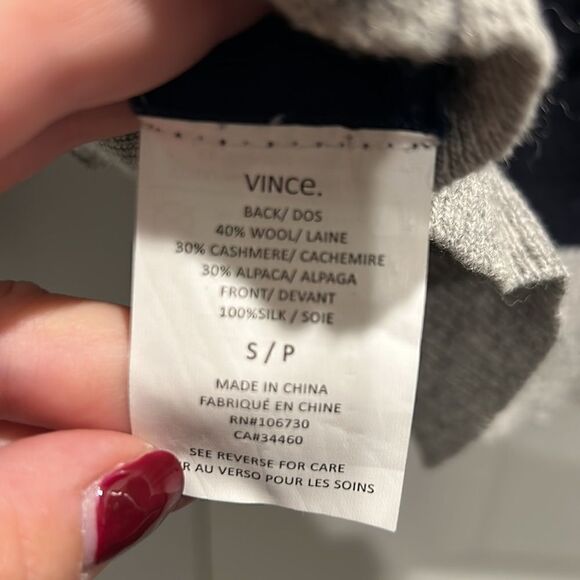 VINCE.
BACK/ DOS
40% WOOL/ LAINE
30% CASHMERE/ CACHEMIRE
30% ALPACA/ ALPAGA
FRONT/ DEVANT
100%SILK / SOIE
S / P
MADE IN CHINA
FABRIQUÉ EN CHINE
RN#106730
CA#34460
SEE REVERSE FOR CARE
AU VERSO POUR LES SOINS